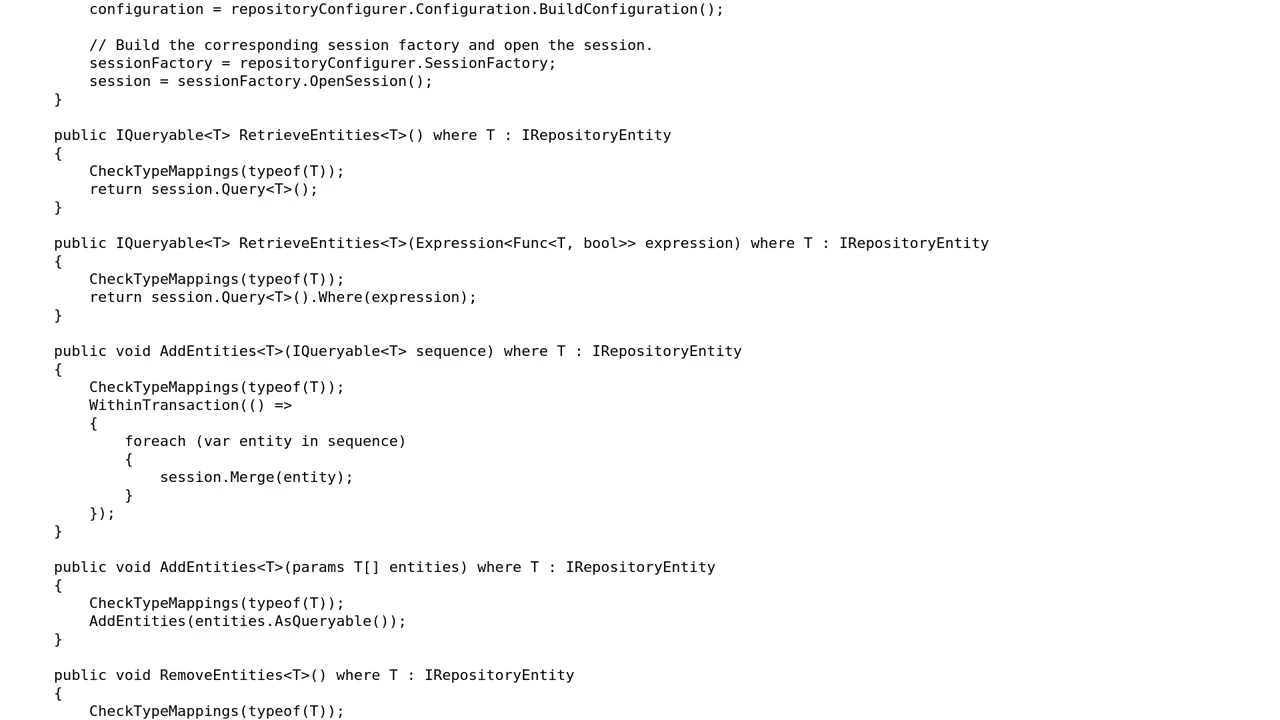 configuration = repositoryConfigurer.Configuration.BuildConfiguration();
// Build the corresponding session factory and open the session.
sessionFactory = repositoryConfigurer.SessionFactory;
session = sessionFactory.OpenSession();
}
public IQueryable<T> RetrieveEntities<T>() where T : IRepositoryEntity
{
CheckTypeMappings(typeof(T));
return session.Query<T>();
}
public IQueryable<T> RetrieveEntities<T>(Expression<Func<T, bool>> expression) where T : IRepositoryEntity
{
CheckTypeMappings(typeof(T));
return session.Query<T>().Where(expression);
}
public void AddEntities<T>(IQueryable<T> sequence) where T : IRepositoryEntity
{
CheckTypeMappings(typeof(T));
WithinTransaction(() =>
{
foreach (var entity in sequence)
{
session.Merge(entity);
}
});
}
public void AddEntities<T>(params T[] entities) where T : IRepositoryEntity
{
CheckTypeMappings(typeof(T));
AddEntities(entities.AsQueryable());
}
public void RemoveEntities<T>() where T : IRepositoryEntity
{
CheckTypeMappings(typeof(T));